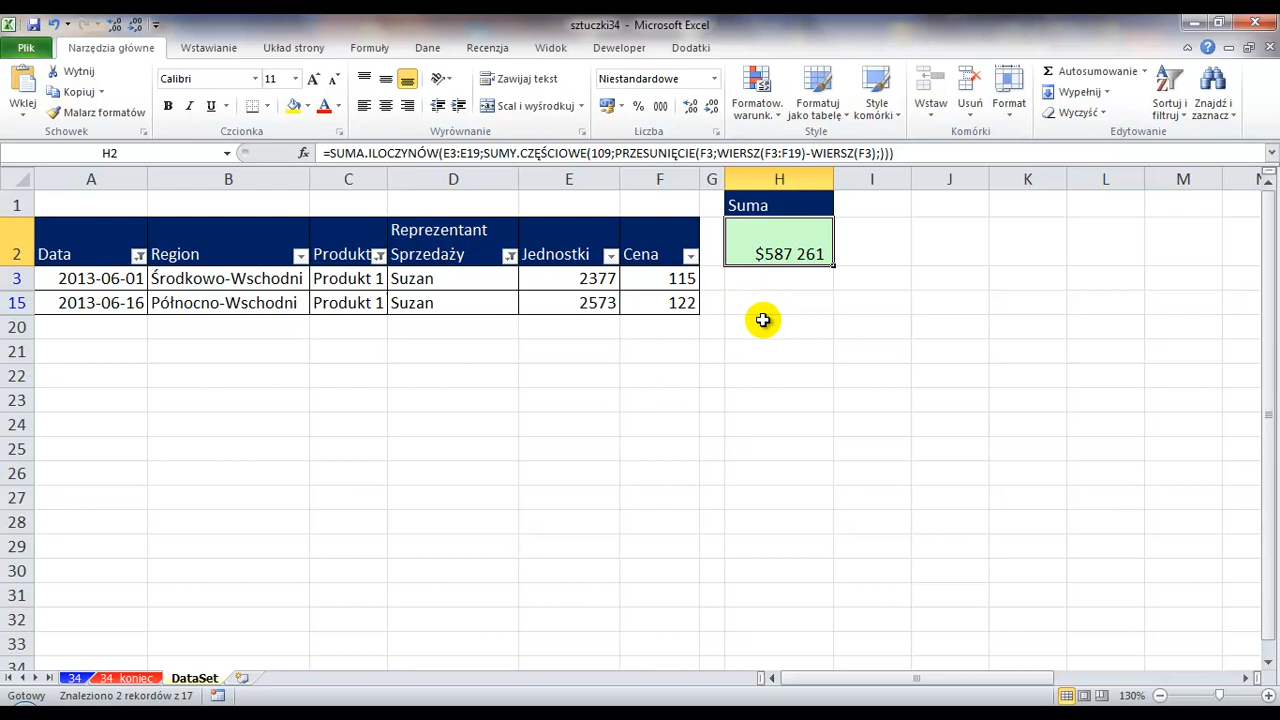 sztuczki34 - Microsoft Excel
Plik Narzędzia główne Wstawianie Układ strony Formuły Dane Recenzja Widok Deweloper Dodatki
Wklej Wytnij Kopiuj Malarz formatów Schowek
Calibri 11 B I U A Czcionka
Zawijaj tekst Scal i wyśrodkuj Wyrównanie
Niestandardowe % 000 Liczba
Formatow. warunk. Formatuj jako tabelę Style komórki Style
Wstaw Usuń Format Komórki
Σ Autosumowanie Wypełnij Wyczyść Sortuj i filtruj Znajdź i zaznacz Edycja
H2 fx =SUMA.ILOCZYNÓW(E3:E19;SUMY.CZĘŚCIOWE(109;PRZESUNIĘCIE(F3;WIERSZ(F3:F19)-WIERSZ(F3);)))
A B C D E F G H I J K L M N
1 Suma
2 Data Region Produkt Reprezentant Sprzedaży Jednostki Cena $587 261
3 2013-06-01 Środkowo-Wschodni Produkt 1 Suzan 2377 115
15 2013-06-16 Północno-Wschodni Produkt 1 Suzan 2573 122
20
21
22
23
24
25
26
27
28
29
30
31
32
33
34
34 34_koniec DataSet
Gotowy Znaleziono 2 rekordów z 17 130%